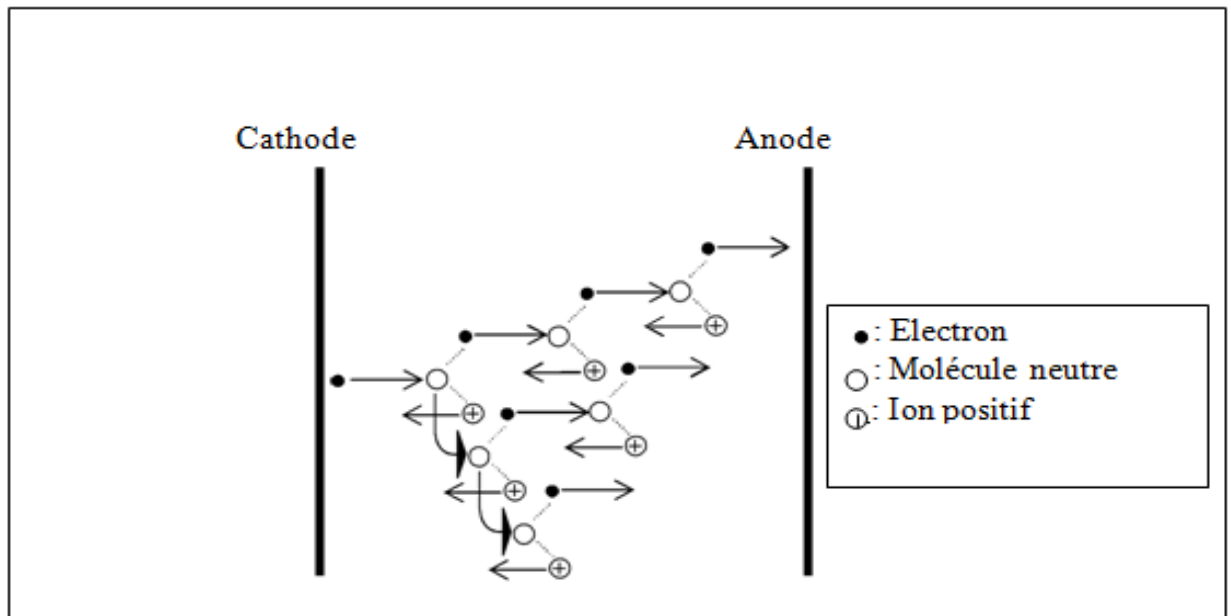 Cathode
Anode
: Electron
: Molécule neutre
: Ion positif